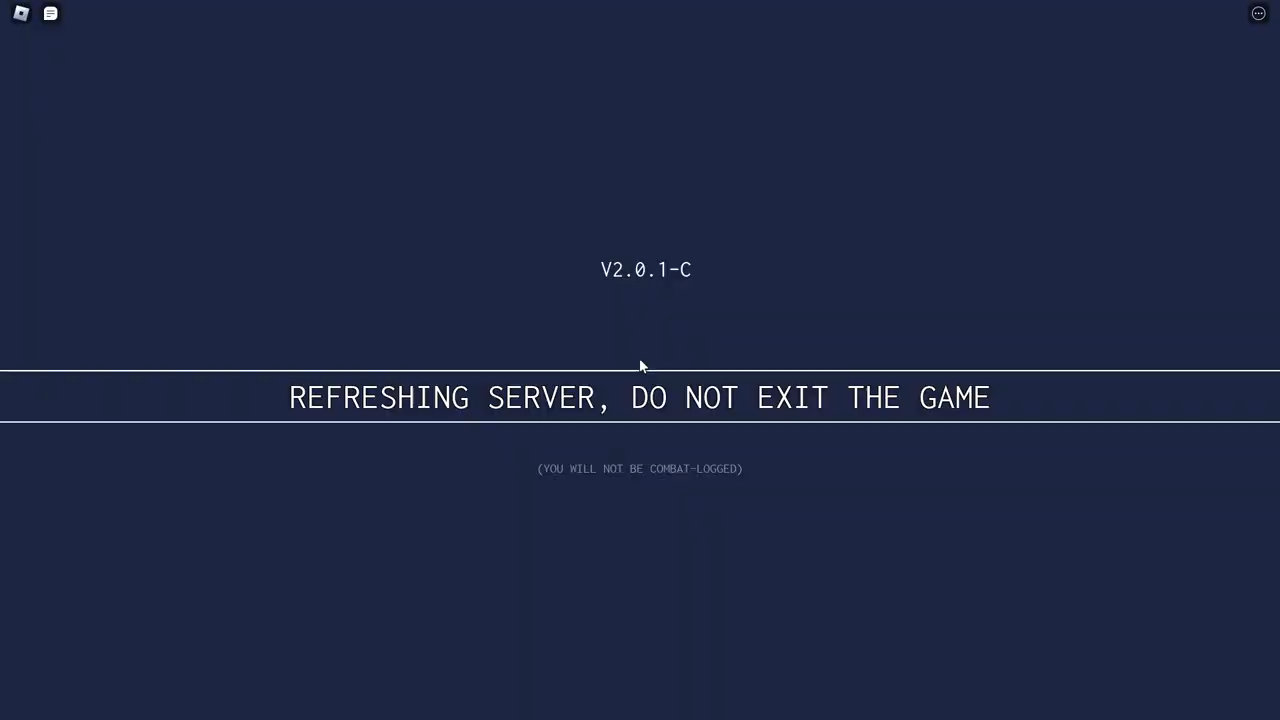 V2.0.1-C
REFRESHING SERVER, DO NOT EXIT THE GAME
(YOU WILL NOT BE COMBAT-LOGGED)